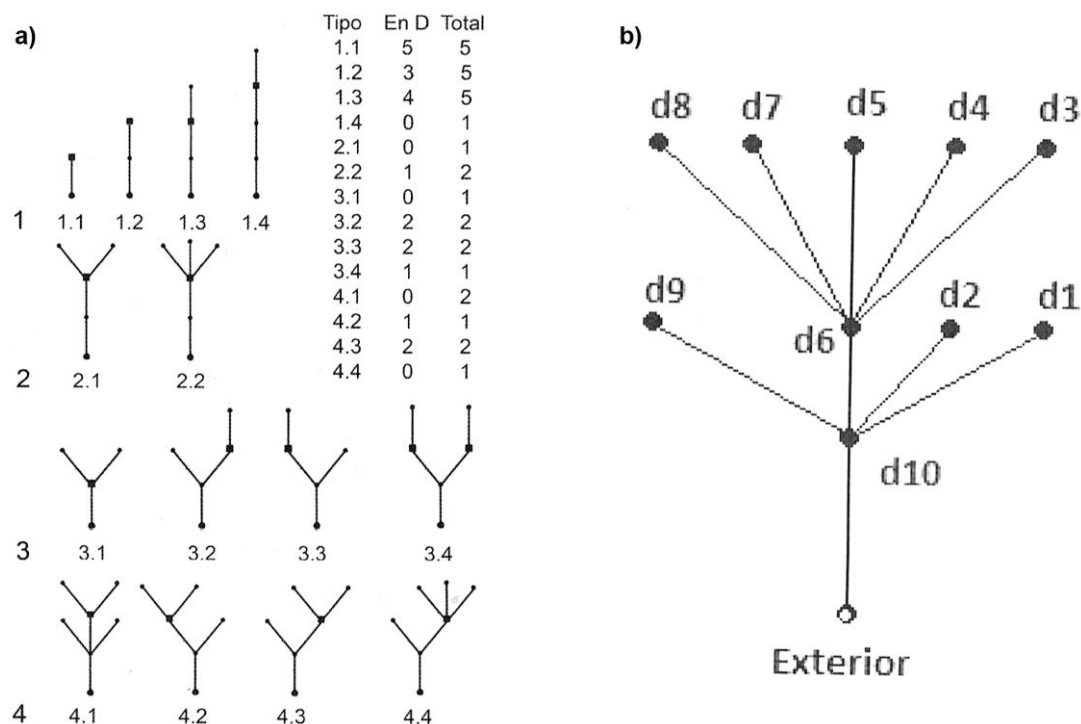 a)
Tipo En D Total
1.1 5 5
1.2 3 5
1.3 4 5
1.4 0 1
2.1 0 1
2.2 1 2
3.1 0 1
3.2 2 2
3.3 2 2
3.4 1 1
4.1 0 2
4.2 1 1
4.3 2 2
4.4 0 1
1 1.1 1.2 1.3 1.4
2 2.1 2.2
3 3.1 3.2 3.3 3.4
4 4.1 4.2 4.3 4.4
b)
d8 d7 d5 d4 d3
d9 d6 d2 d1
d10
Exterior